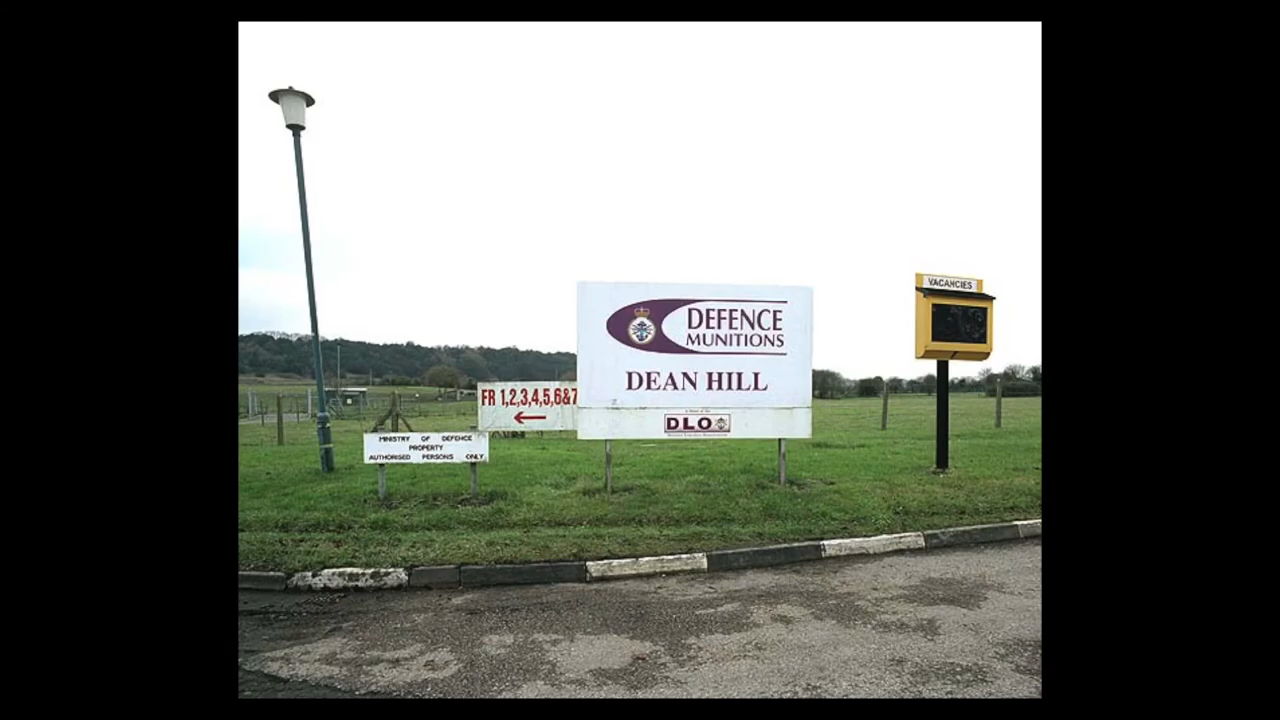 VACANCIES
DEFENCE
MUNITIONS
DEAN HILL
DLO
FR 1,2,3,4,5,6&7
MINISTRY OF DEFENCE
PROPERTY
AUTHORISED PERSONS ONLY